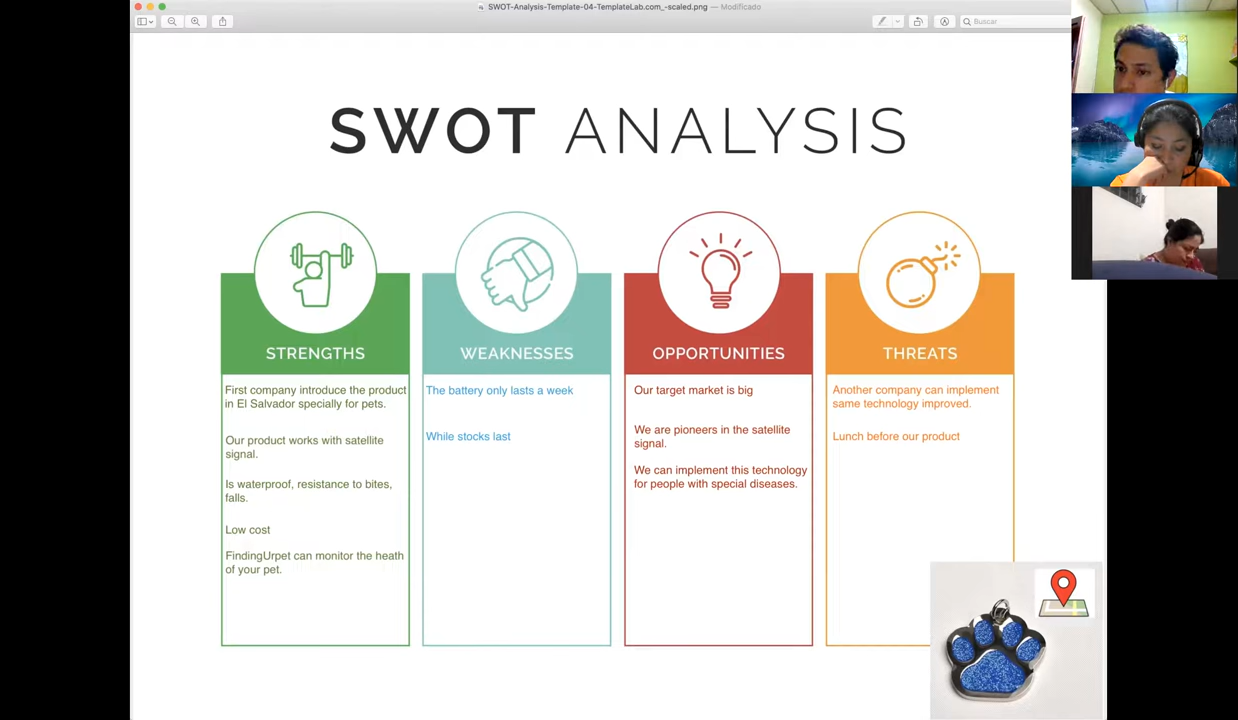 SWOT-Analysis-Template-04-TemplateLab.com_-scaled.png — Modificado
Buscar
SWOT ANALYSIS
STRENGTHS
First company introduce the product
in El Salvador specially for pets.
Our product works with satellite
signal.
Is waterproof, resistance to bites,
falls.
Low cost
FindingUrpet can monitor the heath
of your pet.
WEAKNESSES
The battery only lasts a week
While stocks last
OPPORTUNITIES
Our target market is big
We are pioneers in the satellite
signal.
We can implement this technology
for people with special diseases.
THREATS
Another company can implement
same technology improved.
Lunch before our product